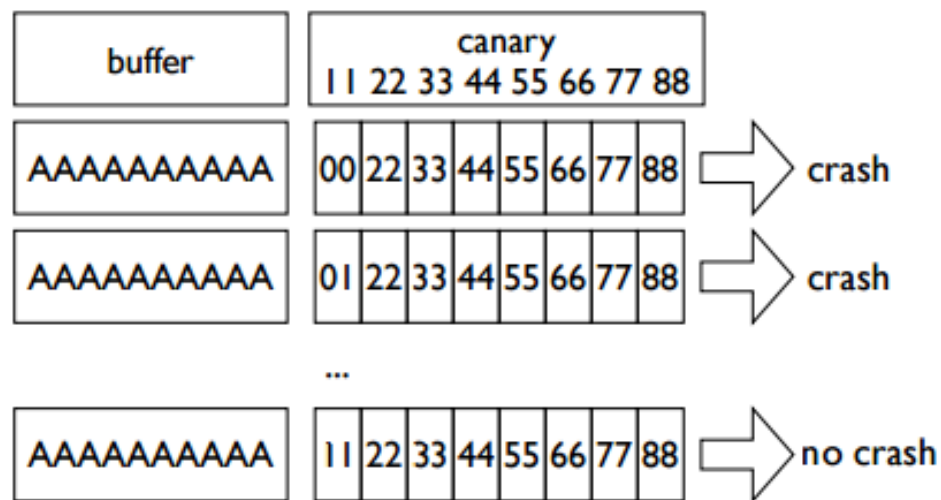 buffer
canary
11 22 33 44 55 66 77 88
AAAAAAAAAA 00 22 33 44 55 66 77 88 crash
AAAAAAAAAA 01 22 33 44 55 66 77 88 crash
...
AAAAAAAAAA 11 22 33 44 55 66 77 88 no crash